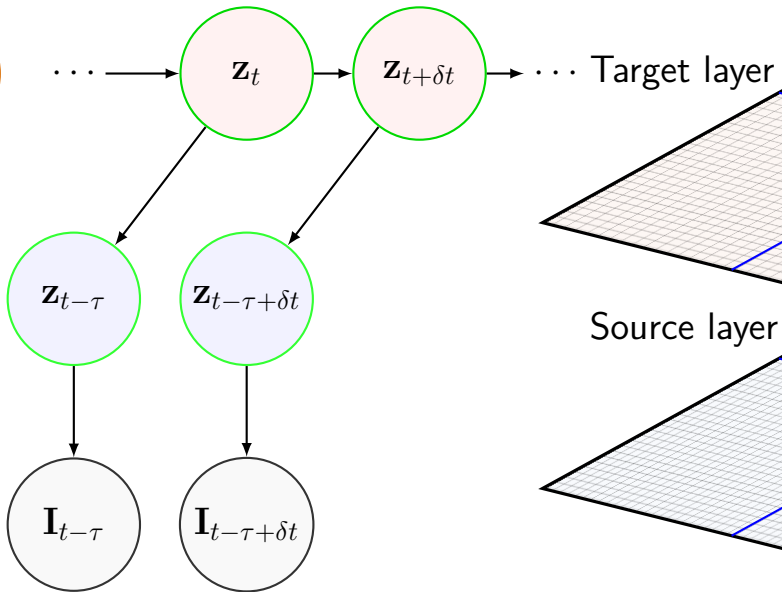 ⋯ 𝐳_t 𝐳_{t+δt} ⋯ Target layer
𝐳_{t−τ} 𝐳_{t−τ+δt}
Source layer
𝐈_{t−τ} 𝐈_{t−τ+δt}